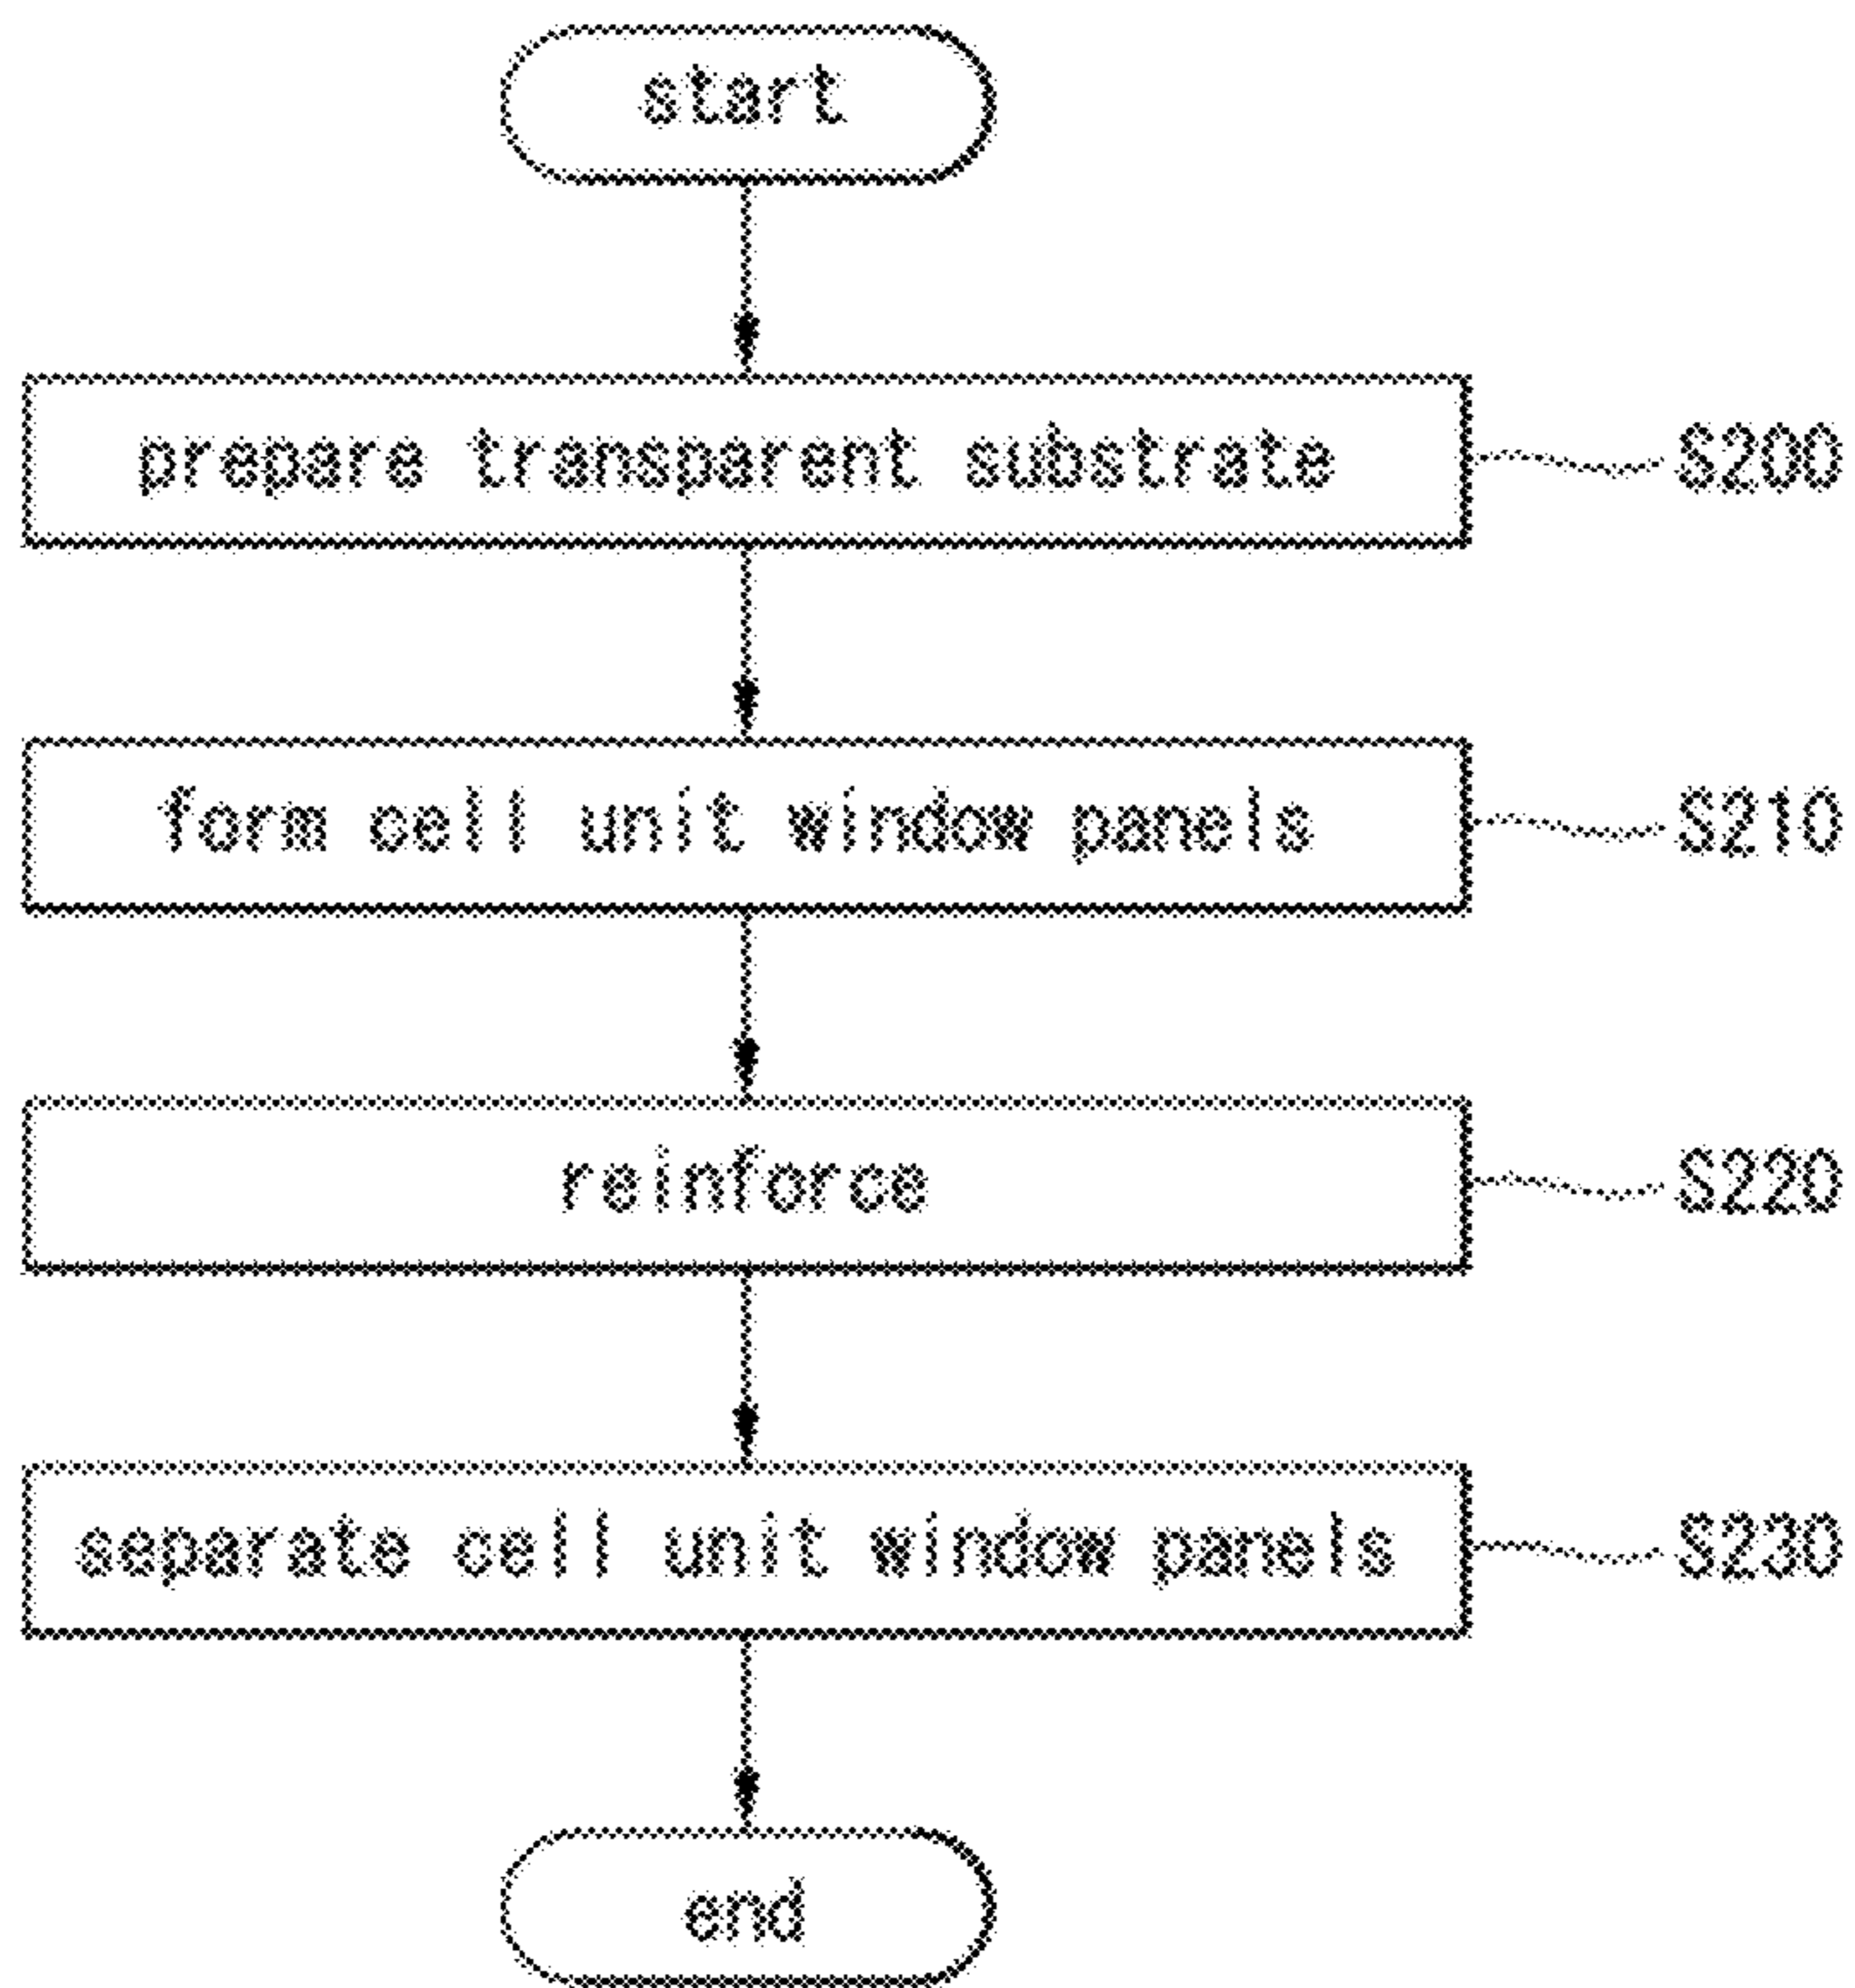 start
prepare transparent substrate S200
form cell unit window panels S210
reinforce S220
separate cell unit window panels S230
end